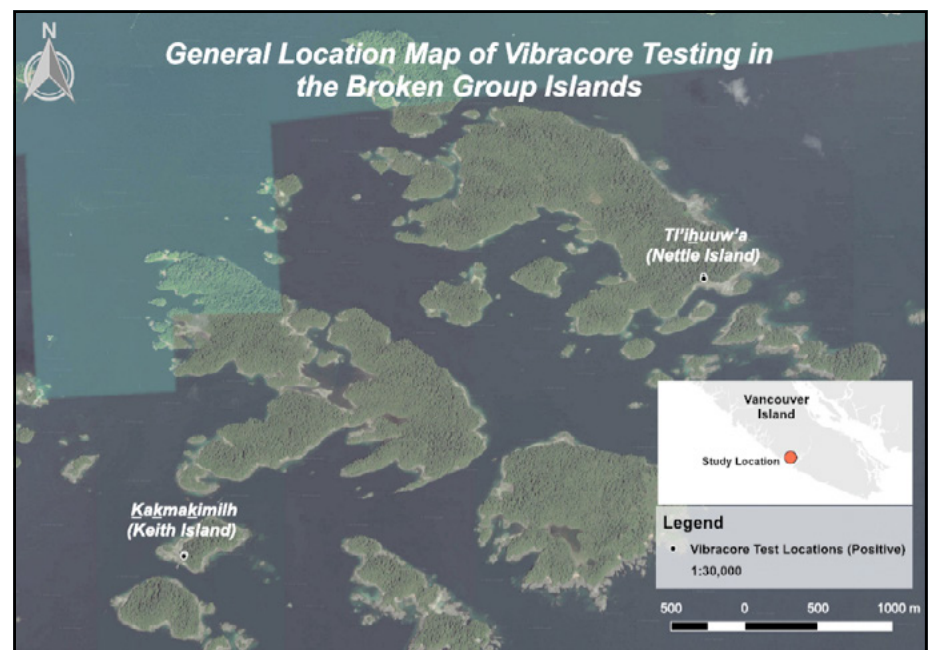 N
General Location Map of Vibracore Testing in
the Broken Group Islands
Tl'ihuuw'a
(Nettle Island)
Vancouver
Island
Study Location
Kakmakimilh
(Keith Island)
Legend
Vibracore Test Locations (Positive)
1:30,000
500 0 500 1000 m